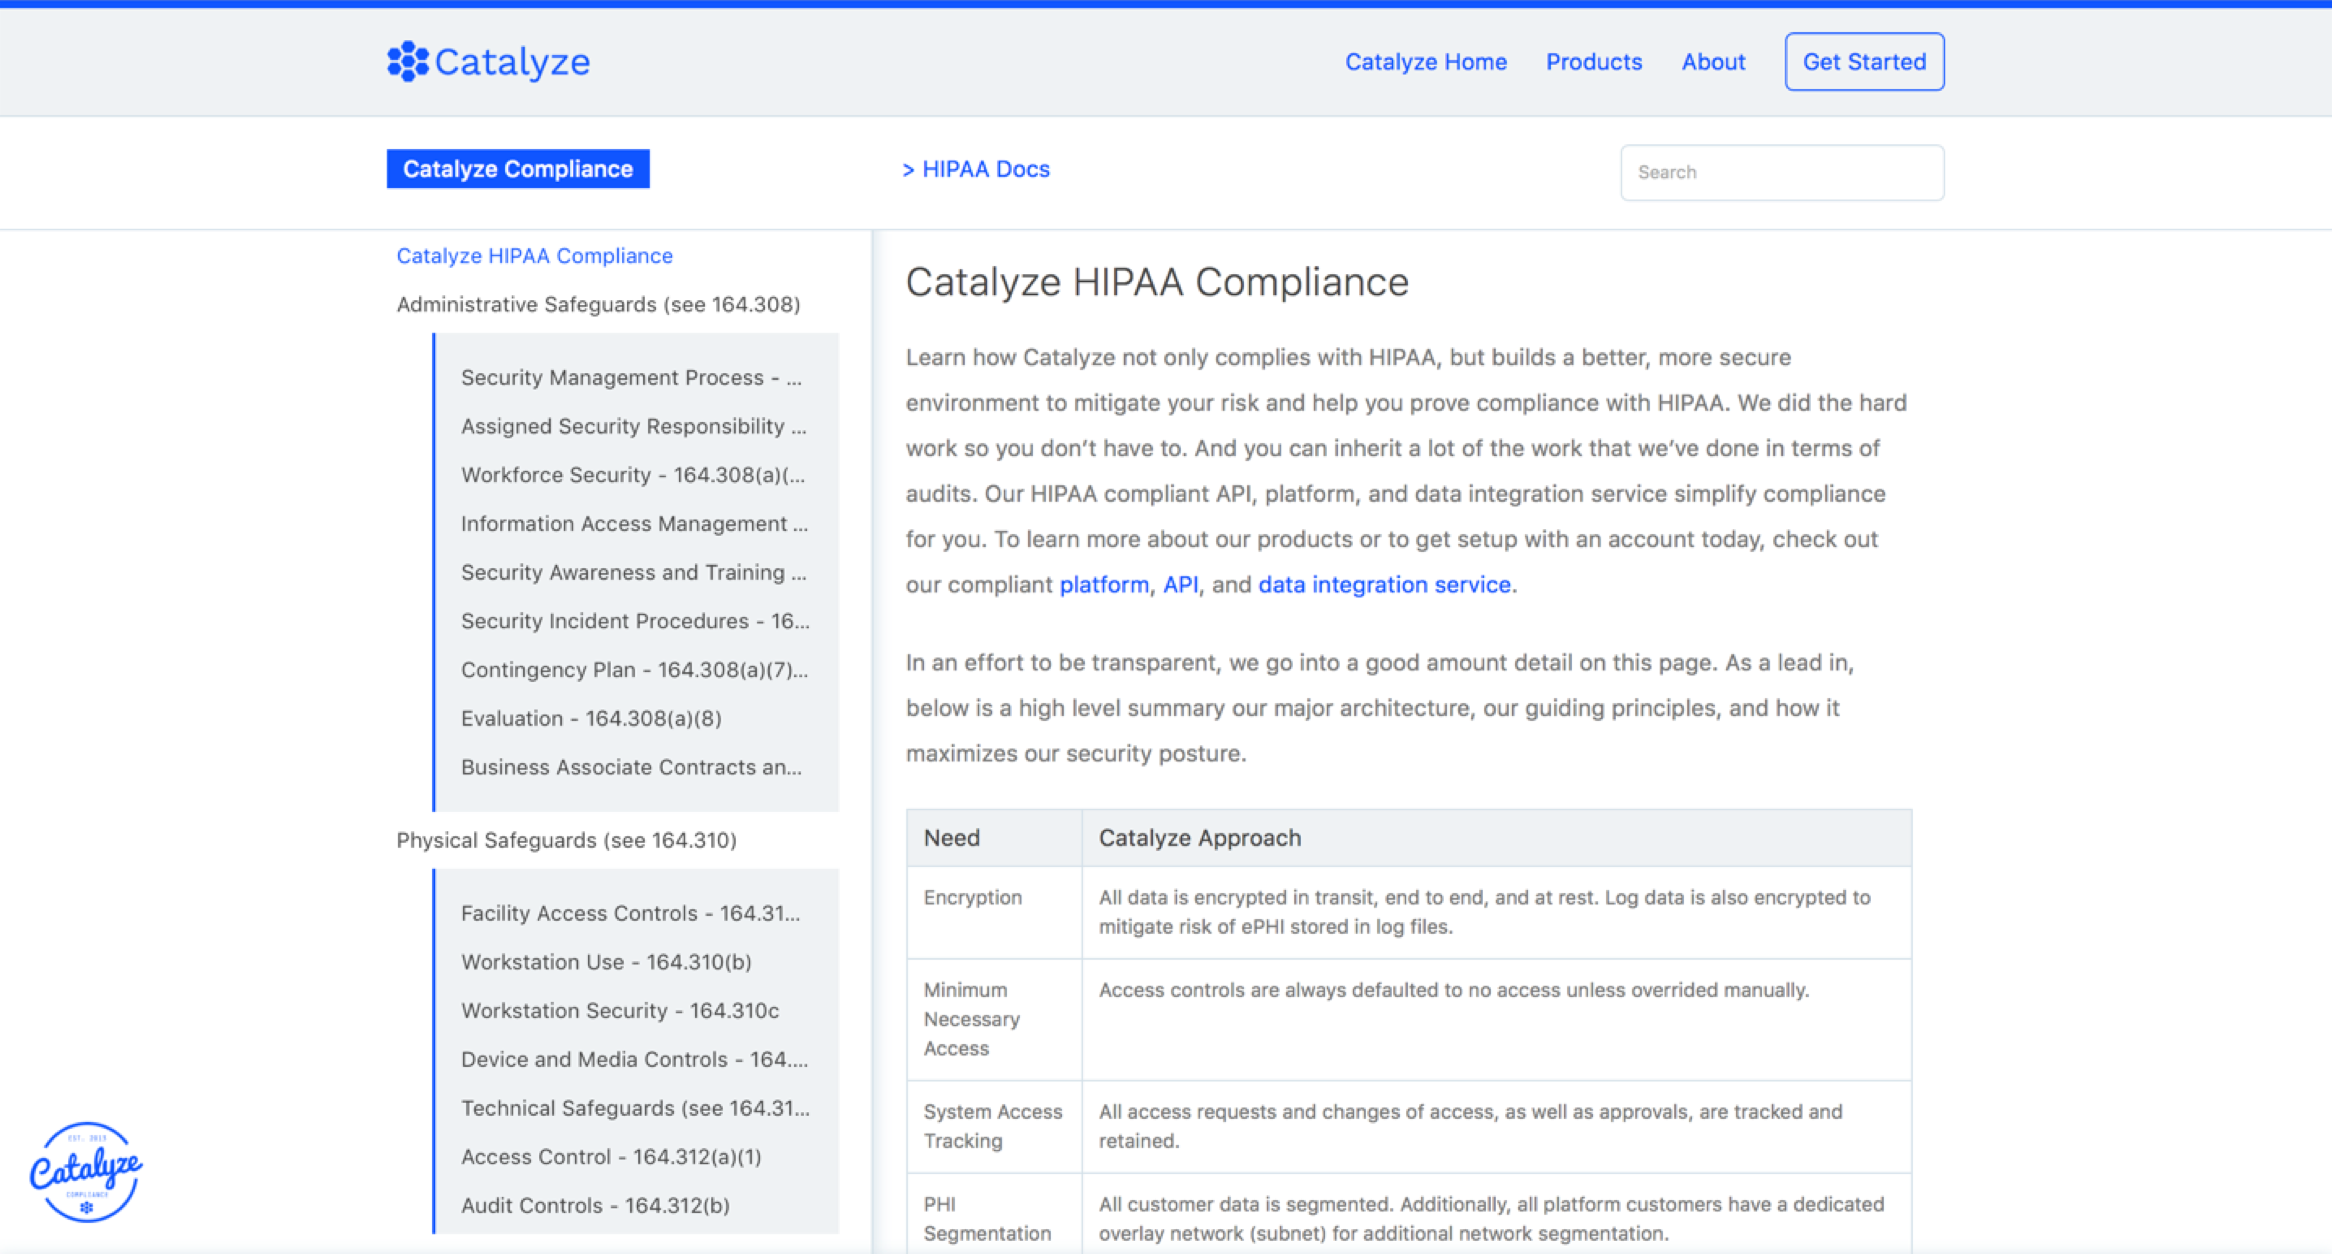 Catalyze
Catalyze Home
Products
About
Get Started
Catalyze Compliance
> HIPAA Docs
Search
Catalyze HIPAA Compliance
Administrative Safeguards (see 164.308)
Security Management Process - ...
Assigned Security Responsibility ...
Workforce Security - 164.308(a)(...
Information Access Management ...
Security Awareness and Training ...
Security Incident Procedures - 16...
Contingency Plan - 164.308(a)(7)...
Evaluation - 164.308(a)(8)
Business Associate Contracts an...
Physical Safeguards (see 164.310)
Facility Access Controls - 164.31...
Workstation Use - 164.310(b)
Workstation Security - 164.310c
Device and Media Controls - 164....
Technical Safeguards (see 164.31...
Access Control - 164.312(a)(1)
Audit Controls - 164.312(b)
Catalyze HIPAA Compliance
Learn how Catalyze not only complies with HIPAA, but builds a better, more secure
environment to mitigate your risk and help you prove compliance with HIPAA. We did the hard
work so you don’t have to. And you can inherit a lot of the work that we’ve done in terms of
audits. Our HIPAA compliant API, platform, and data integration service simplify compliance
for you. To learn more about our products or to get setup with an account today, check out
our compliant platform, API, and data integration service.
In an effort to be transparent, we go into a good amount detail on this page. As a lead in,
below is a high level summary our major architecture, our guiding principles, and how it
maximizes our security posture.
Need
Catalyze Approach
Encryption
All data is encrypted in transit, end to end, and at rest. Log data is also encrypted to
mitigate risk of ePHI stored in log files.
Minimum
Necessary
Access
Access controls are always defaulted to no access unless overrided manually.
System Access
Tracking
All access requests and changes of access, as well as approvals, are tracked and
retained.
PHI
Segmentation
All customer data is segmented. Additionally, all platform customers have a dedicated
overlay network (subnet) for additional network segmentation.
EST. 2013
Catalyze
COMPLIANCE